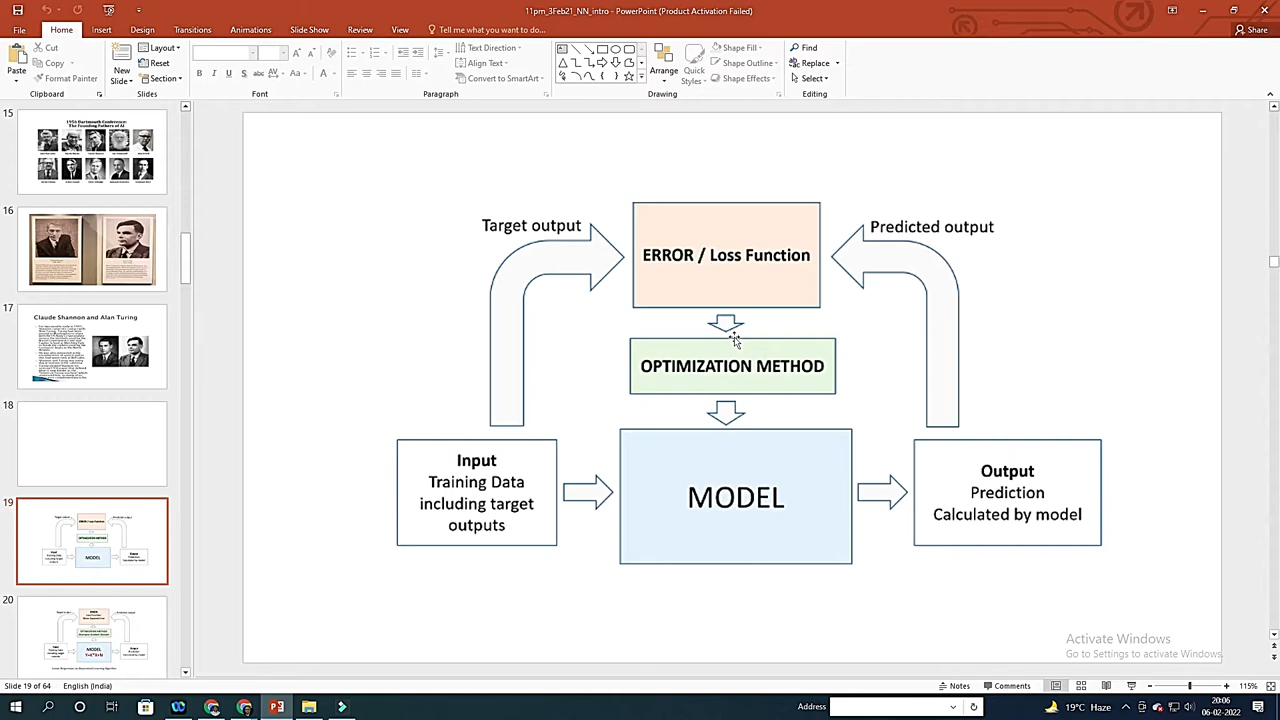 11pm_3Feb21_NN_intro - PowerPoint (Product Activation Failed)
File Home Insert Design Transitions Animations Slide Show Review View Tell me what you want to do... Share
Paste
Cut
Copy
Format Painter
Clipboard
New
Slide
Layout
Reset
Section
Slides
B I U S abc AV Aa A
Font
Text Direction
Align Text
Convert to SmartArt
Paragraph
Arrange
Quick
Styles
Shape Fill
Shape Outline
Shape Effects
Drawing
Find
Replace
Select
Editing
15
1956 Dartmouth Conference:
The Founding Fathers of AI
16
17
Claude Shannon and Alan Turing
18
19
20
Target output
ERROR / Loss Function
Predicted output
OPTIMIZATION METHOD
Input
Training Data
including target
outputs
MODEL
Output
Prediction
Calculated by model
Activate Windows
Go to Settings to activate Windows.
Slide 19 of 64 English (India) Notes Comments 115%
Address
19°C Haze
20:06
06-02-2022